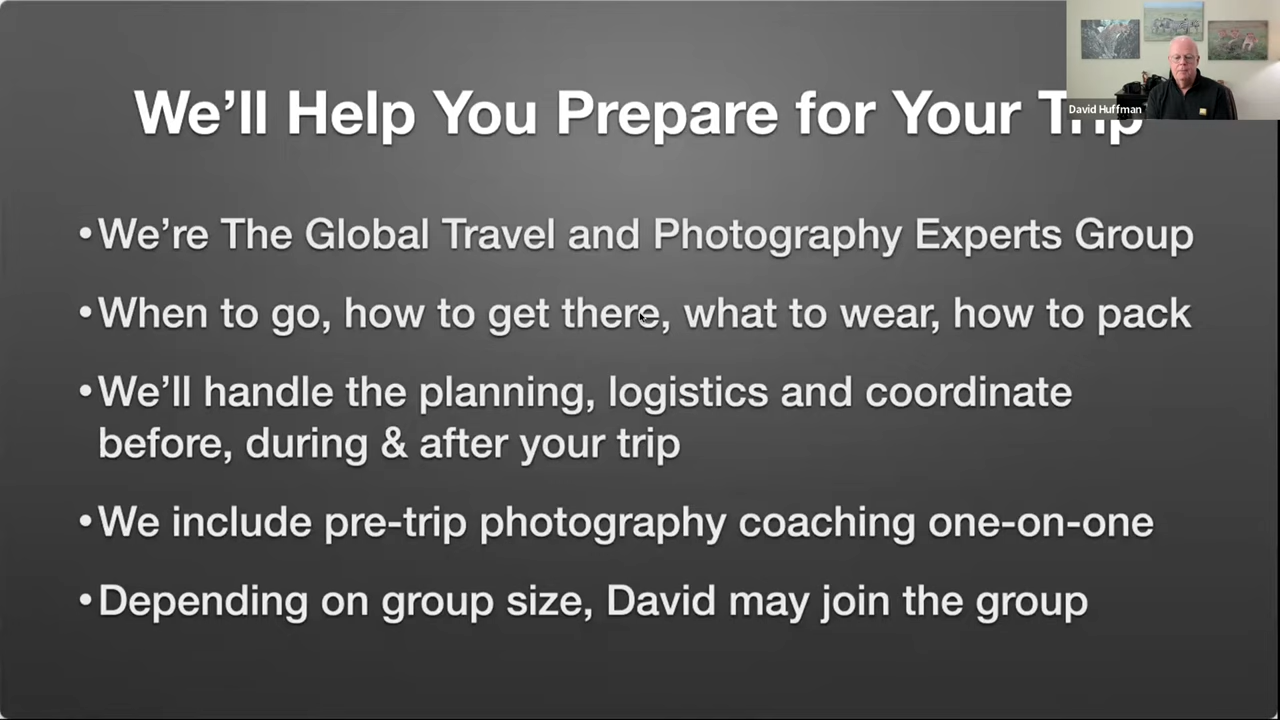 We’ll Help You Prepare for Your Trip
David Huffman
•We’re The Global Travel and Photography Experts Group
•When to go, how to get there, what to wear, how to pack
•We’ll handle the planning, logistics and coordinate
before, during & after your trip
•We include pre-trip photography coaching one-on-one
•Depending on group size, David may join the group